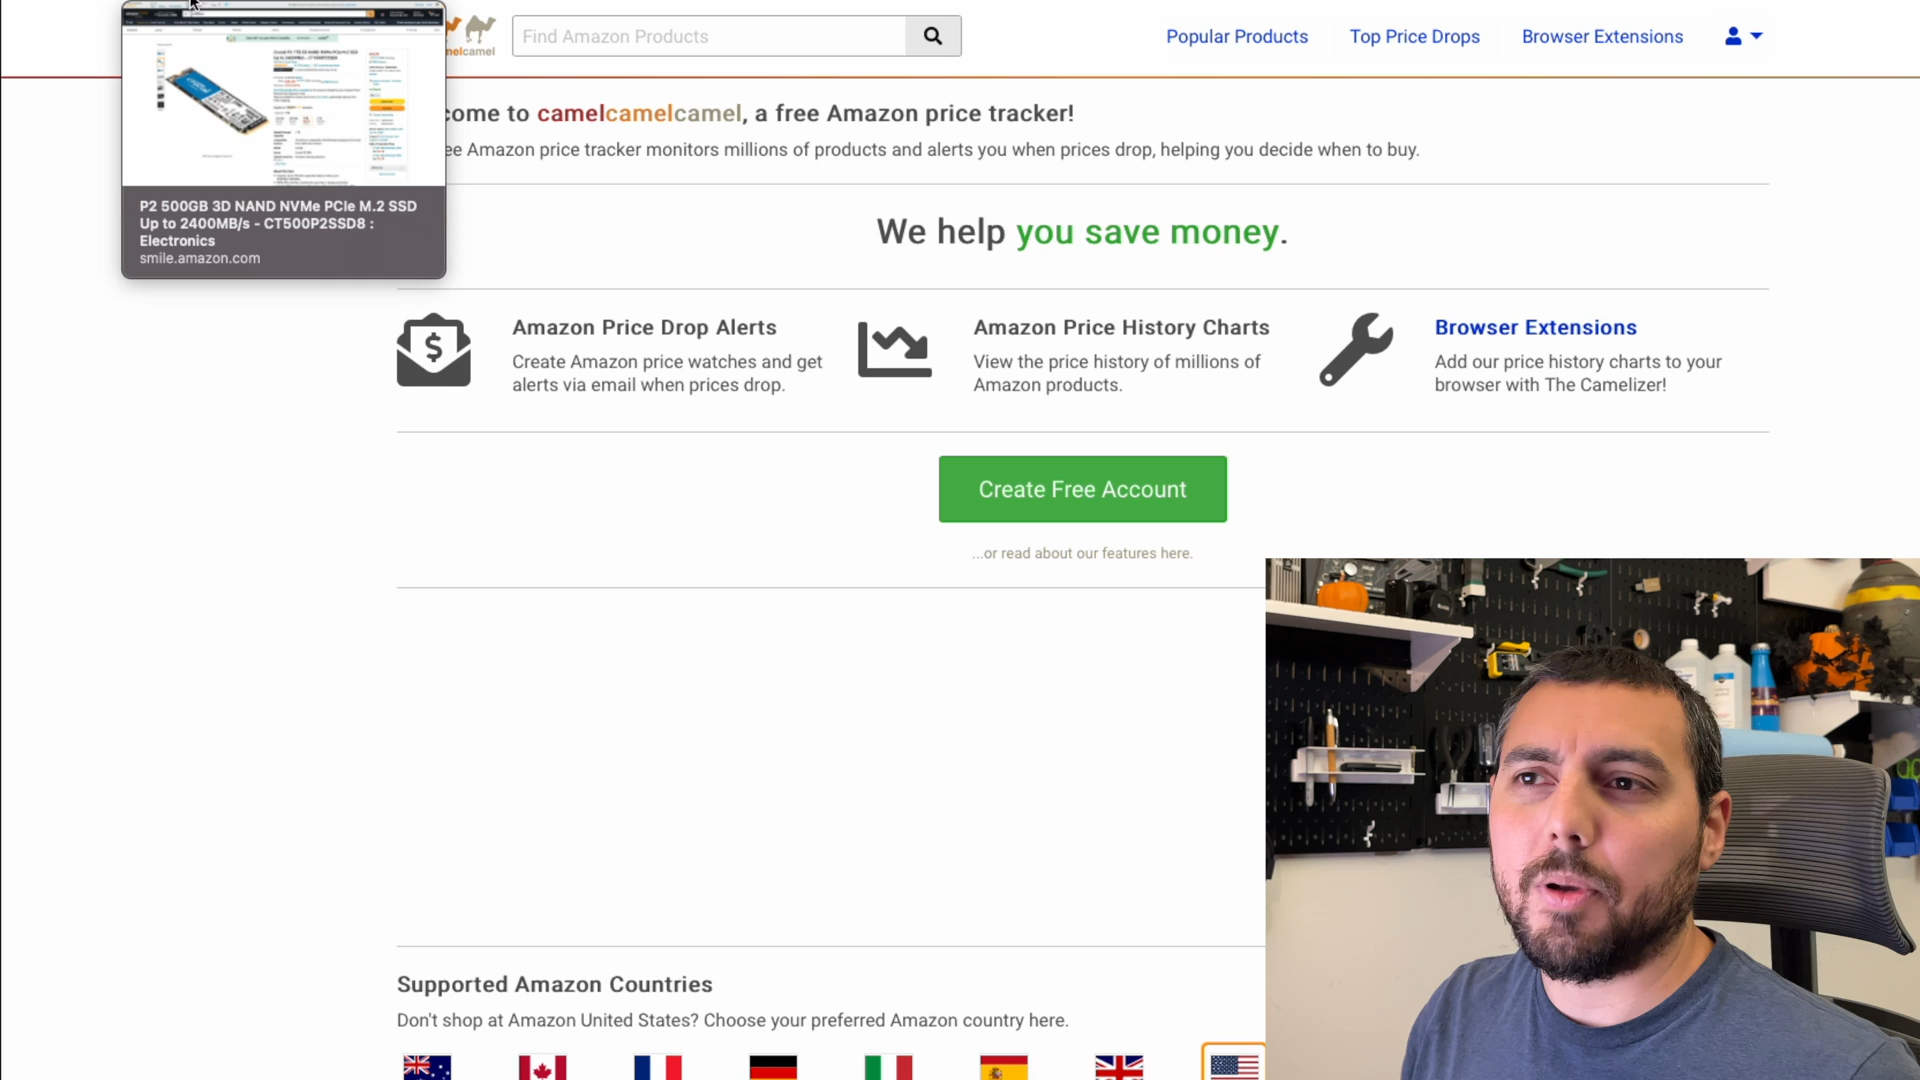 P2 500GB 3D NAND NVMe PCIe M.2 SSD
Up to 2400MB/s - CT500P2SSD8 :
Electronics
smile.amazon.com
elcamel
Find Amazon Products
Popular Products
Top Price Drops
Browser Extensions
come to camelcamelcamel, a free Amazon price tracker!
ee Amazon price tracker monitors millions of products and alerts you when prices drop, helping you decide when to buy.
We help you save money.
Amazon Price Drop Alerts
Create Amazon price watches and get
alerts via email when prices drop.
Amazon Price History Charts
View the price history of millions of
Amazon products.
Browser Extensions
Add our price history charts to your
browser with The Camelizer!
Create Free Account
...or read about our features here.
Supported Amazon Countries
Don't shop at Amazon United States? Choose your preferred Amazon country here.